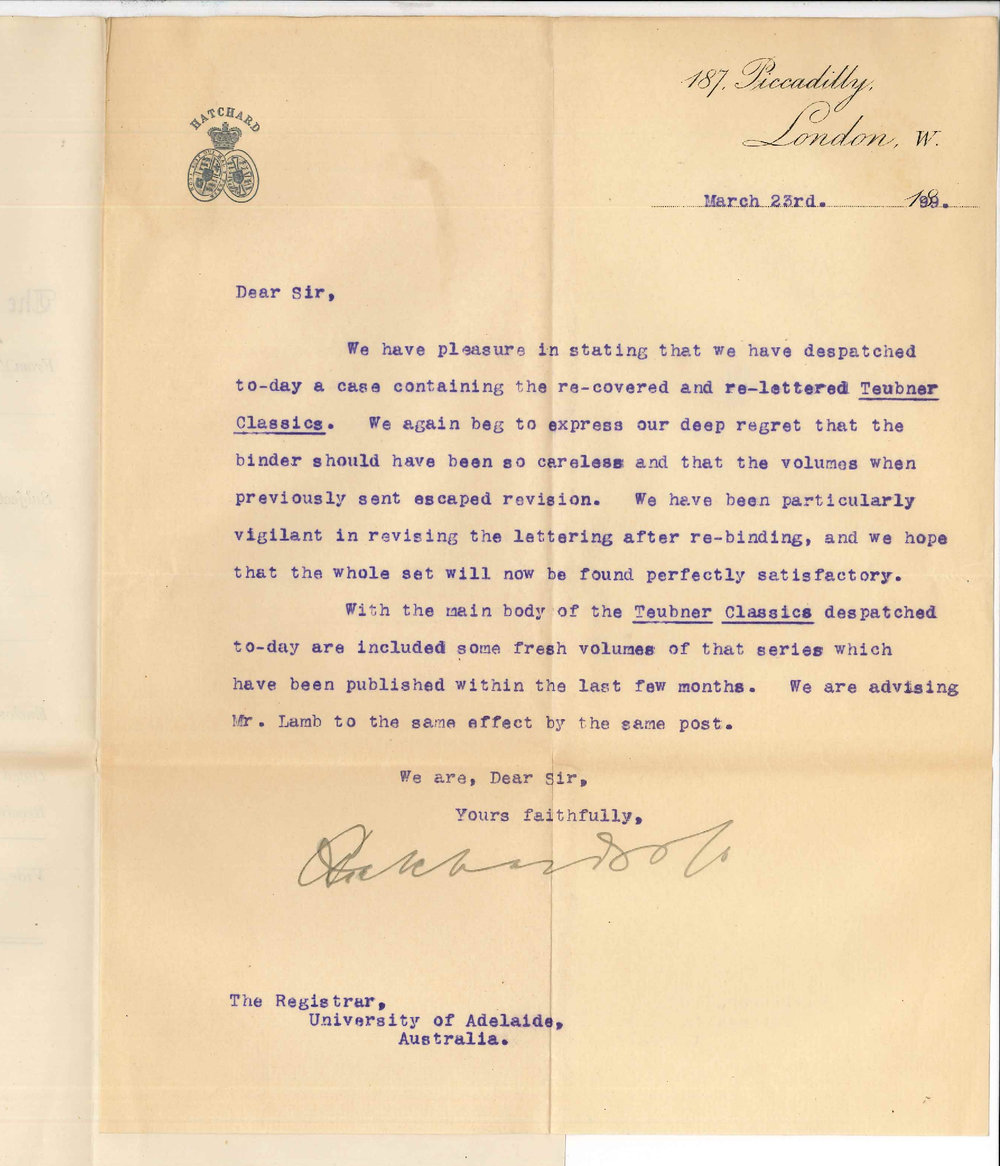 187, Piccadilly,
London, W.
HATCHARD
March 23rd. 1899.
Dear Sir,
We have pleasure in stating that we have despatched
to-day a case containing the re-covered and re-lettered Teubner
Classics. We again beg to express our deep regret that the
binder should have been so careless and that the volumes when
previously sent escaped revision. We have been particularly
vigilant in revising the lettering after re-binding, and we hope
that the whole set will now be found perfectly satisfactory.
With the main body of the Teubner Classics despatched
to-day are included some fresh volumes of that series which
have been published within the last few months. We are advising
Mr. Lamb to the same effect by the same post.
We are, Dear Sir,
Yours faithfully,
The Registrar,
University of Adelaide,
Australia.